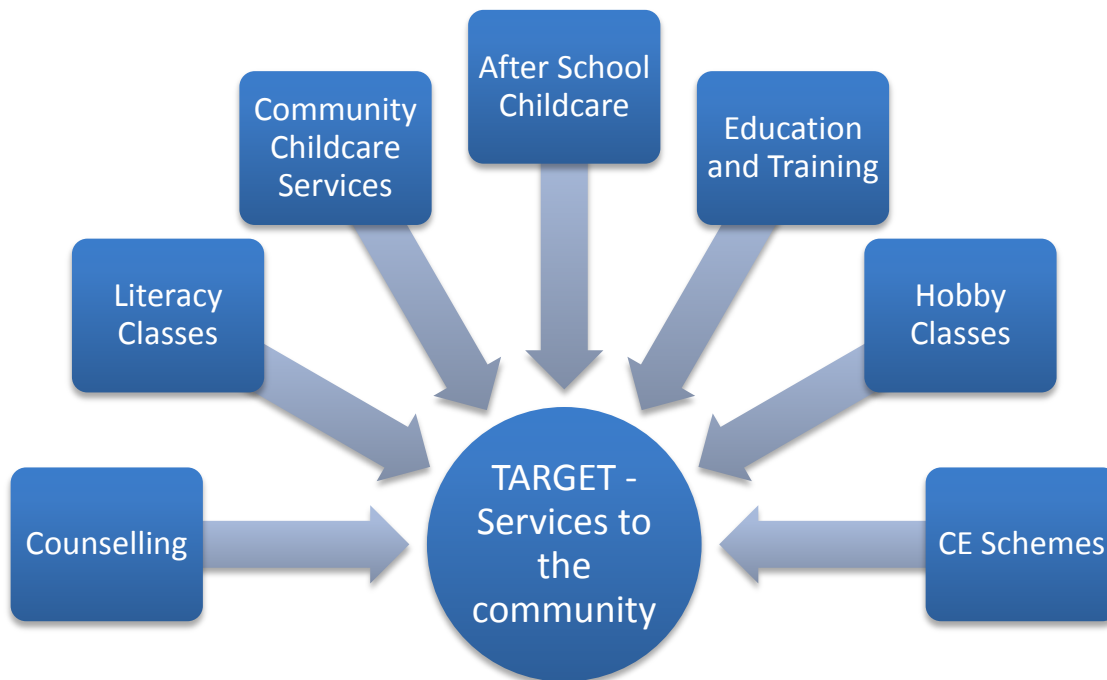 After School
Childcare
Community
Childcare
Services
Education
and Training
Literacy
Classes
Hobby
Classes
Counselling
TARGET -
Services to
the
community
CE Schemes